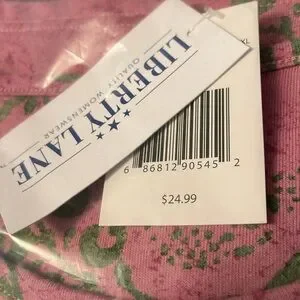 LIBERTY LANE
QUALITY WOMENSWEAR
XL
6 86812 90545 2
$24.99